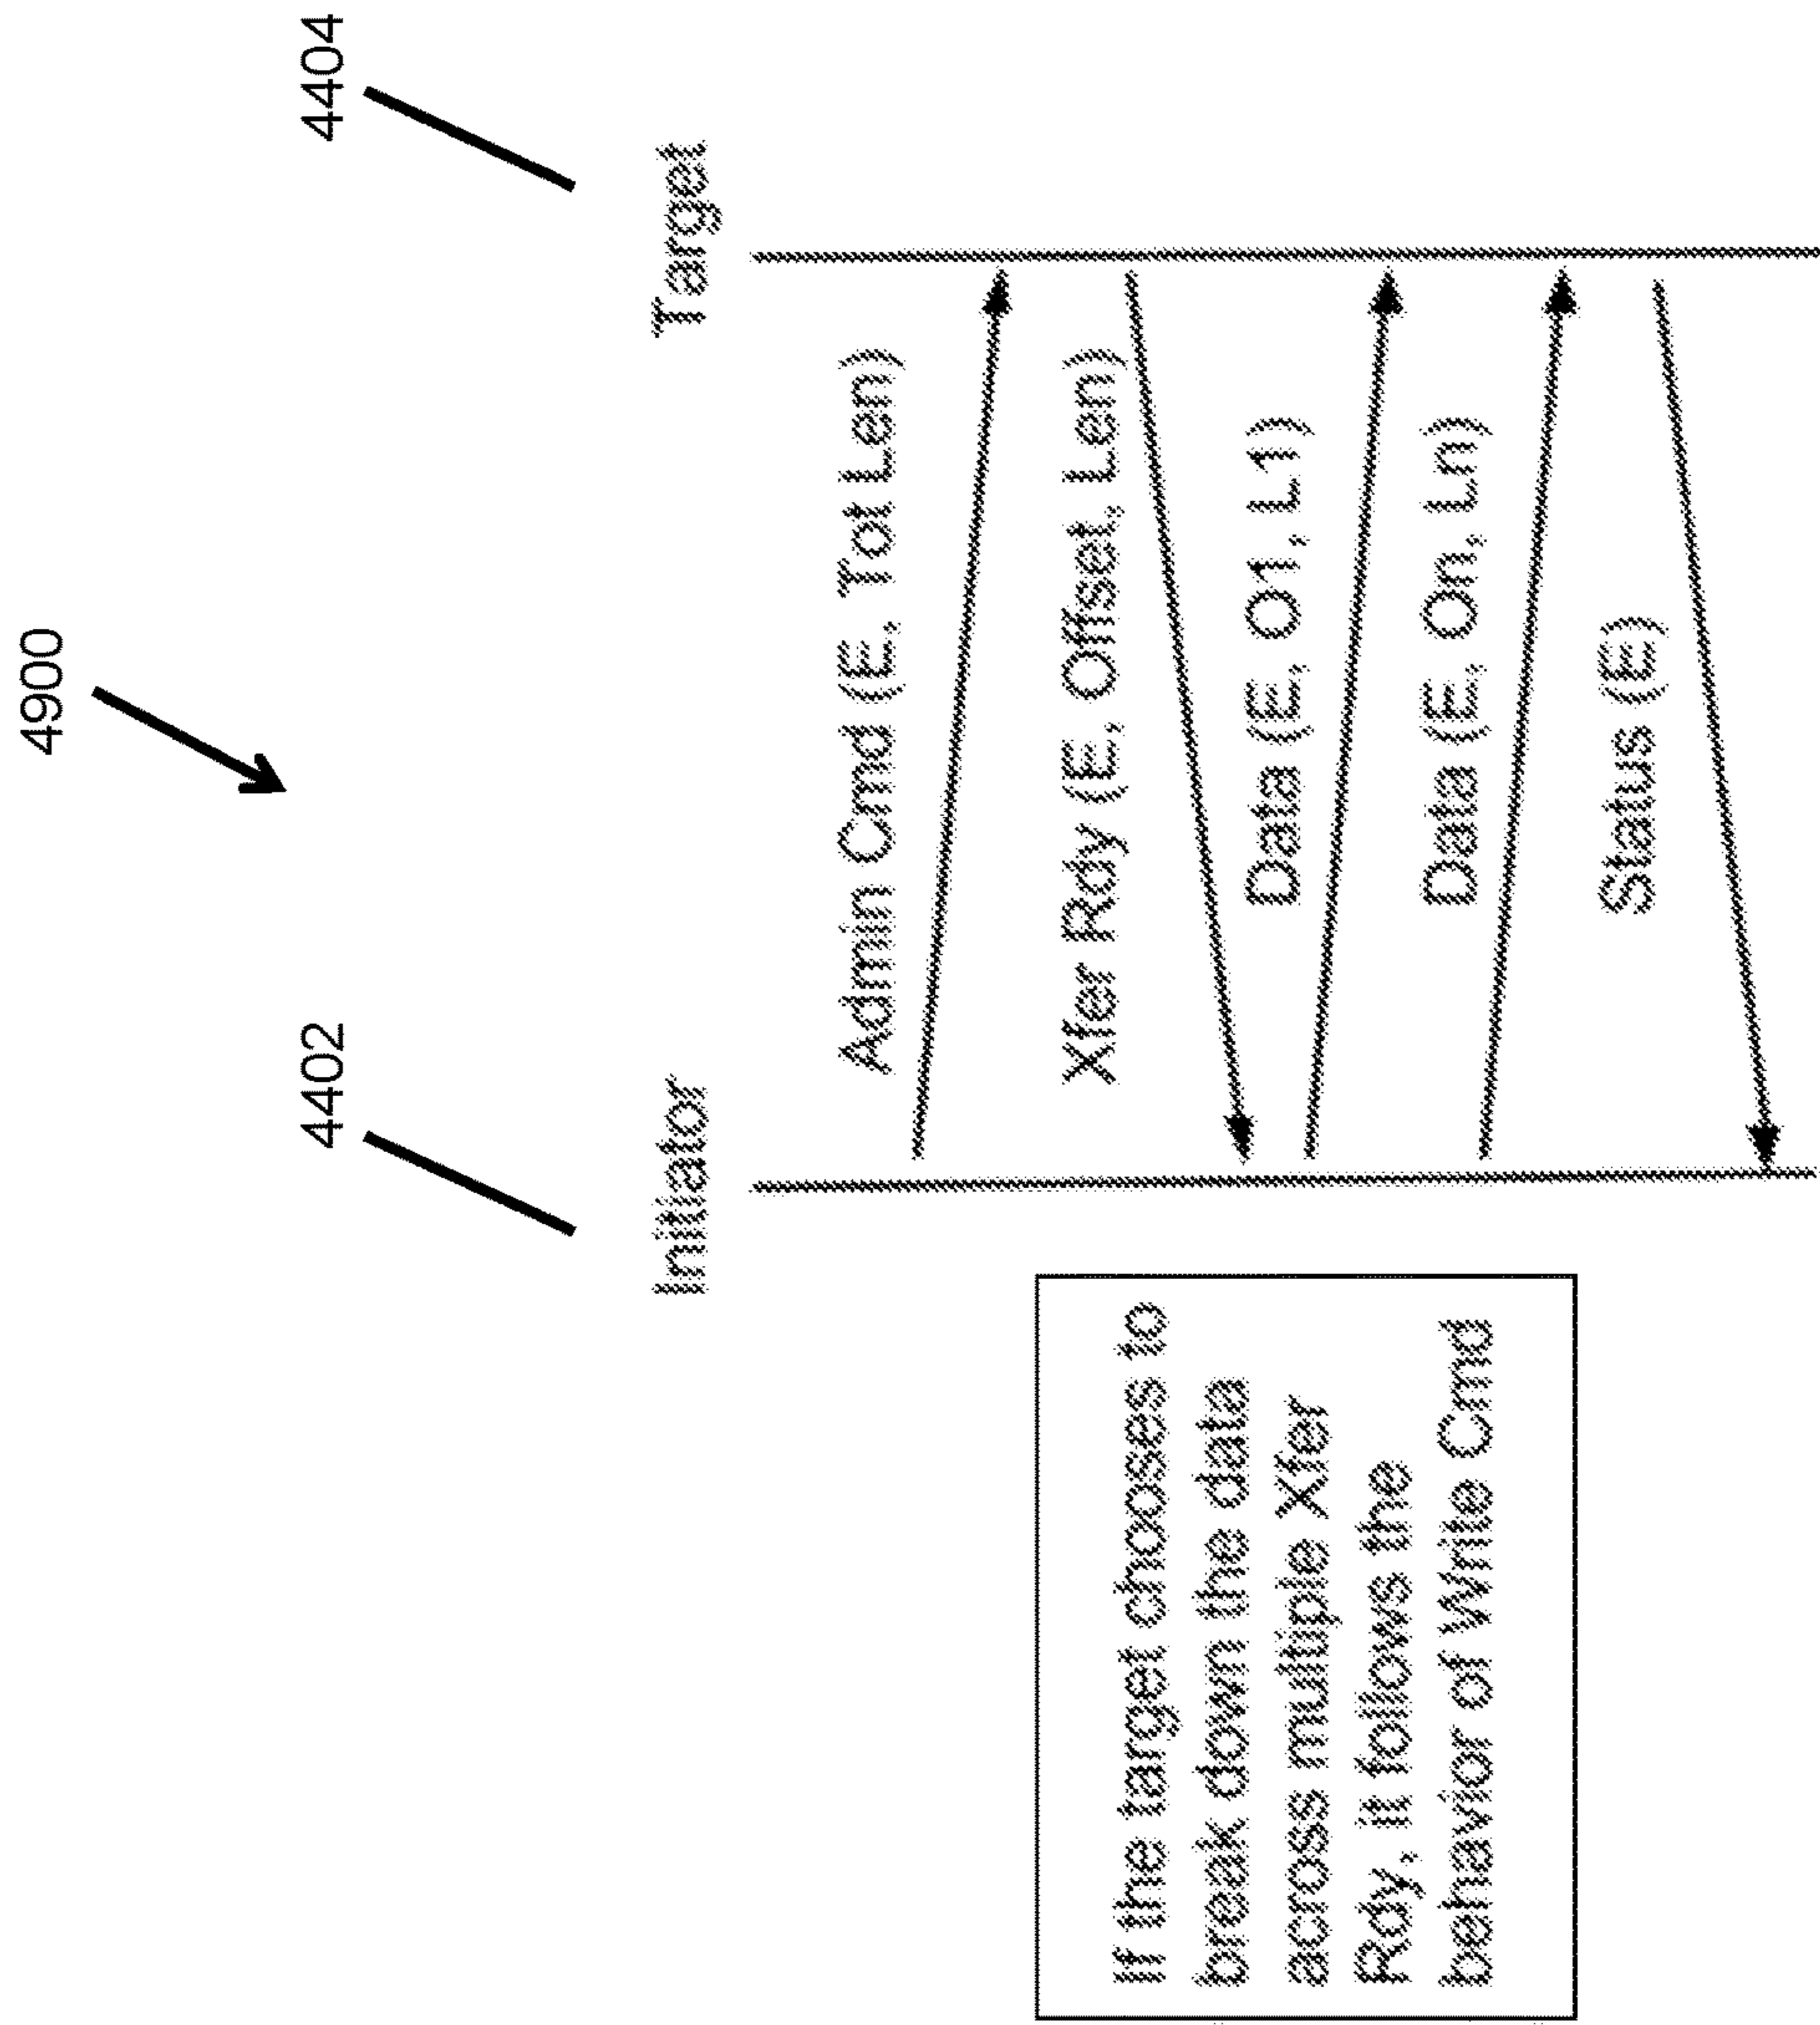 4900
4402
4404
Initiator
Target
Admin Cmd (E, Tot Len)
Xfer Rdy (E, Offset, Len)
Data (E, O1, L1)
Data (E, On, Ln)
Status (E)
If the target chooses to
break down the data
across multiple Xfer
Rdy, it follows the
behavior of Write Cmd